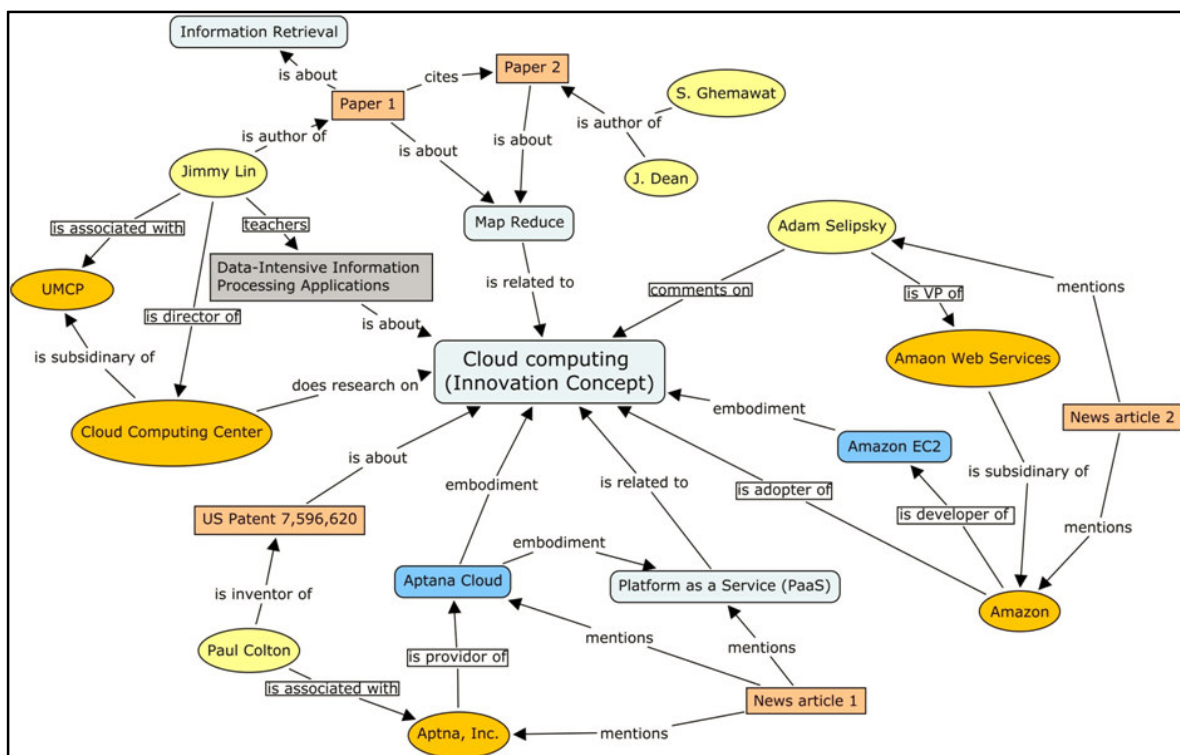 Information Retrieval
is about
cites
Paper 2
S. Ghemawat
Paper 1
is author of
is author of
is about
is about
Jimmy Lin
J. Dean
is associated with
teachers
Map Reduce
Adam Selipsky
UMCP
Data-Intensive Information
Processing Applications
is related to
comments on
is VP of
mentions
is director of
is about
is subsidinary of
Cloud computing
(Innovation Concept)
Amaon Web Services
does research on
embodiment
Cloud Computing Center
News article 2
Amazon EC2
is about
embodiment
is related to
is adopter of
is subsidinary of
US Patent 7,596,620
is developer of
mentions
embodiment
Aptana Cloud
Platform as a Service (PaaS)
is inventor of
Amazon
Paul Colton
mentions
mentions
is providor of
is associated with
News article 1
Aptna, Inc.
mentions